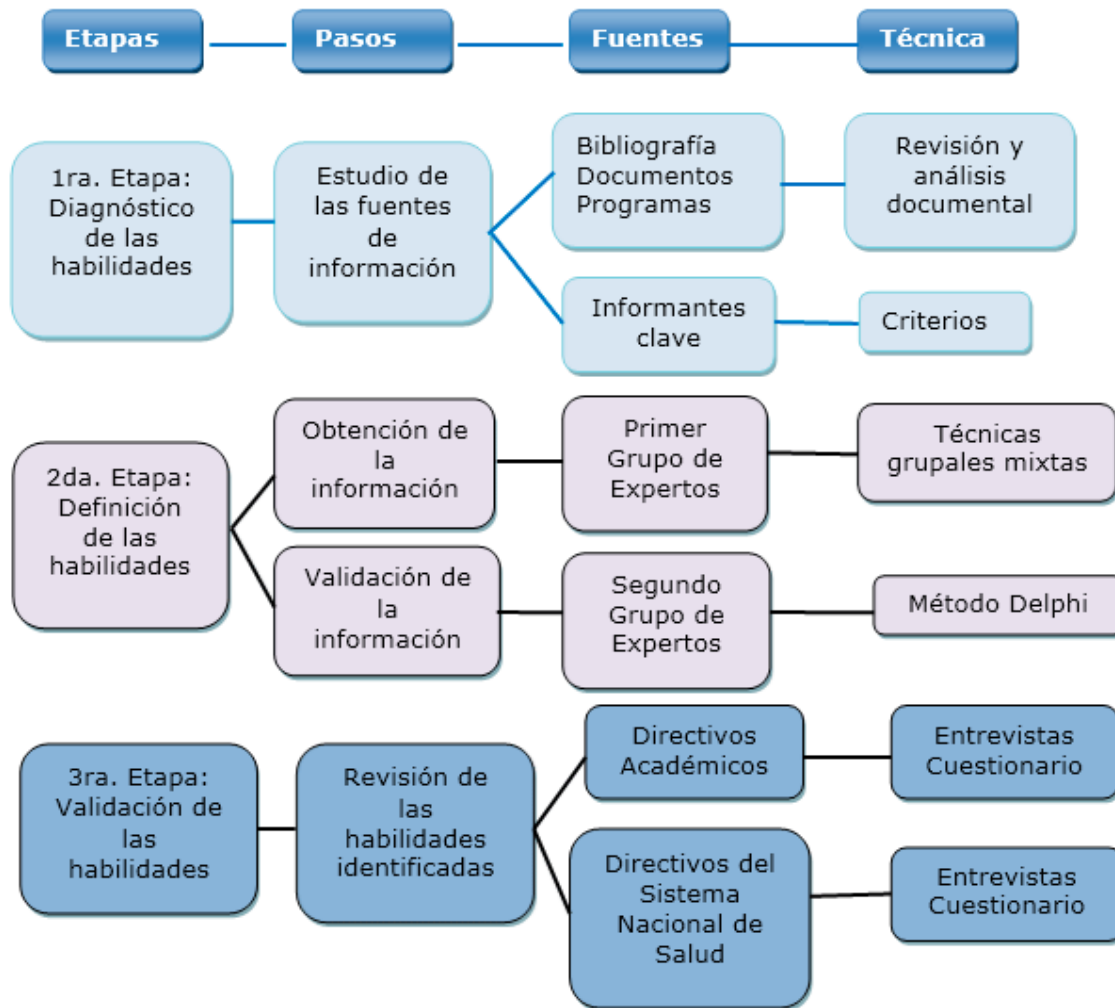 Etapas
Pasos
Fuentes
Técnica
1ra. Etapa:
Diagnóstico
de las
habilidades
Estudio de
las fuentes
de
información
Bibliografía
Documentos
Programas
Revisión y
análisis
documental
Informantes
clave
Criterios
2da. Etapa:
Definición
de las
habilidades
Obtención de
la
información
Primer
Grupo de
Expertos
Técnicas
grupales mixtas
Validación de
la
información
Segundo
Grupo de
Expertos
Método Delphi
3ra. Etapa:
Validación de
las
habilidades
Revisión de
las
habilidades
identificadas
Directivos
Académicos
Entrevistas
Cuestionario
Directivos del
Sistema
Nacional de
Salud
Entrevistas
Cuestionario